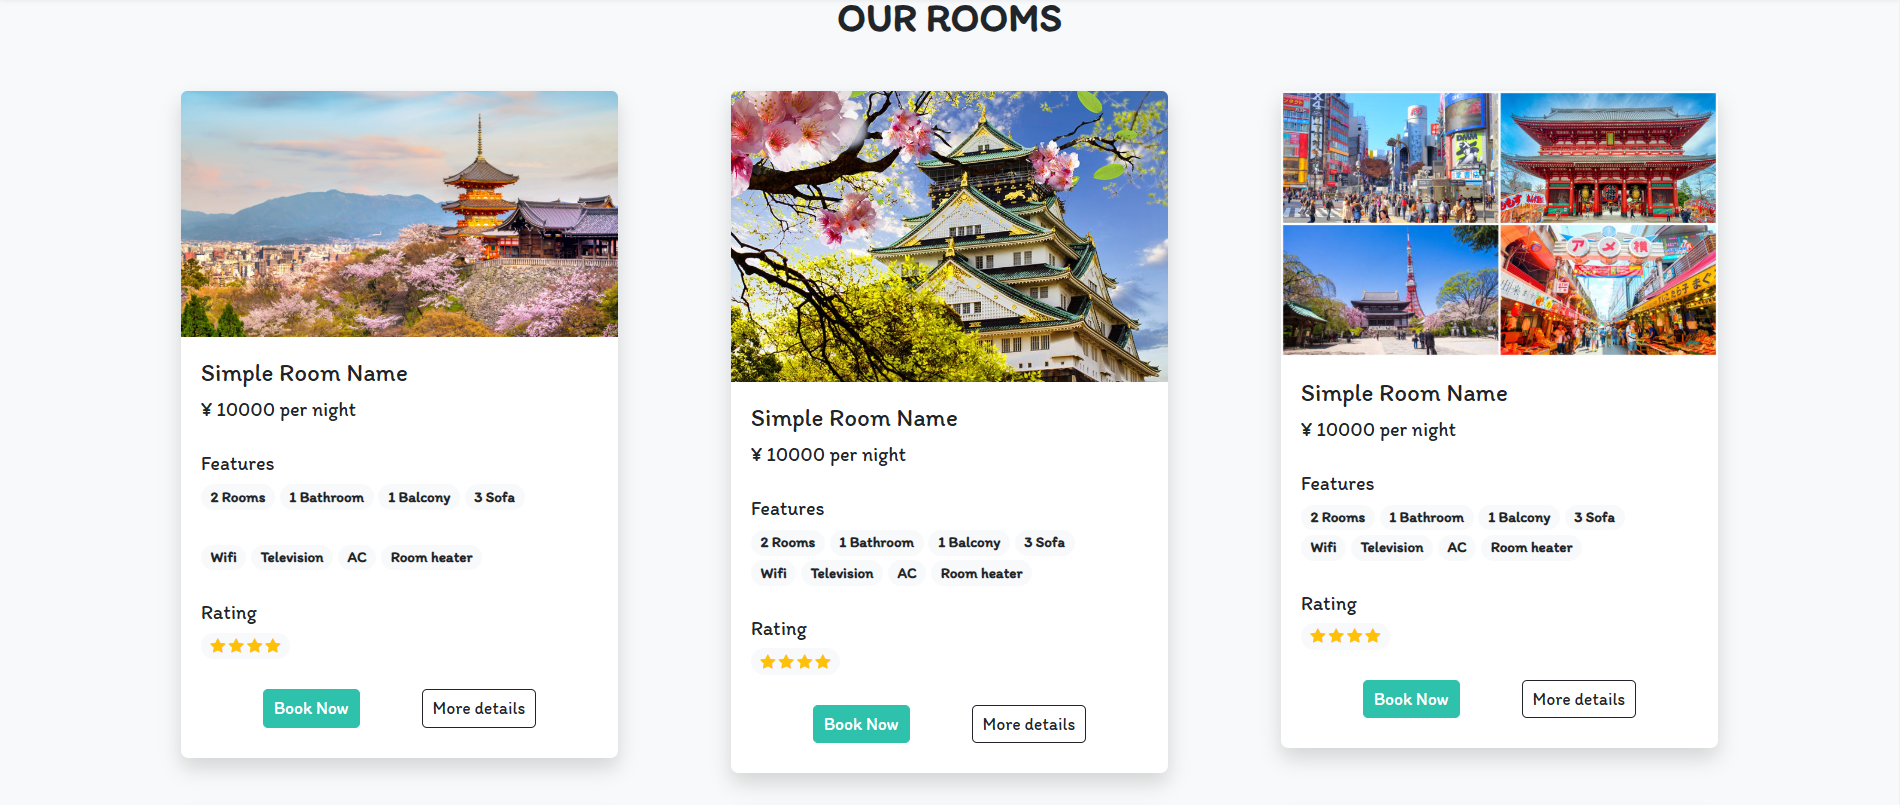 OUR ROOMS
アメ横
Simple Room Name
¥ 10000 per night
Features
2 Rooms 1 Bathroom 1 Balcony 3 Sofa
Wifi Television AC Room heater
Rating
Book Now More details
Simple Room Name
¥ 10000 per night
Features
2 Rooms 1 Bathroom 1 Balcony 3 Sofa
Wifi Television AC Room heater
Rating
Book Now More details
Simple Room Name
¥ 10000 per night
Features
2 Rooms 1 Bathroom 1 Balcony 3 Sofa
Wifi Television AC Room heater
Rating
Book Now More details